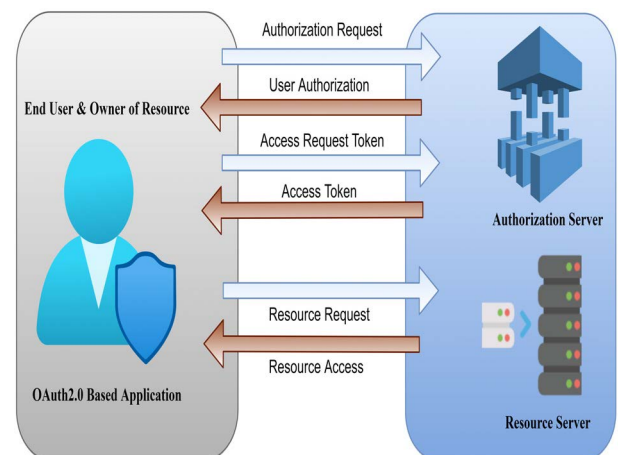 Authorization Request
User Authorization
End User & Owner of Resource
Access Request Token
Access Token
Authorization Server
Resource Request
Resource Access
OAuth2.0 Based Application
Resource Server